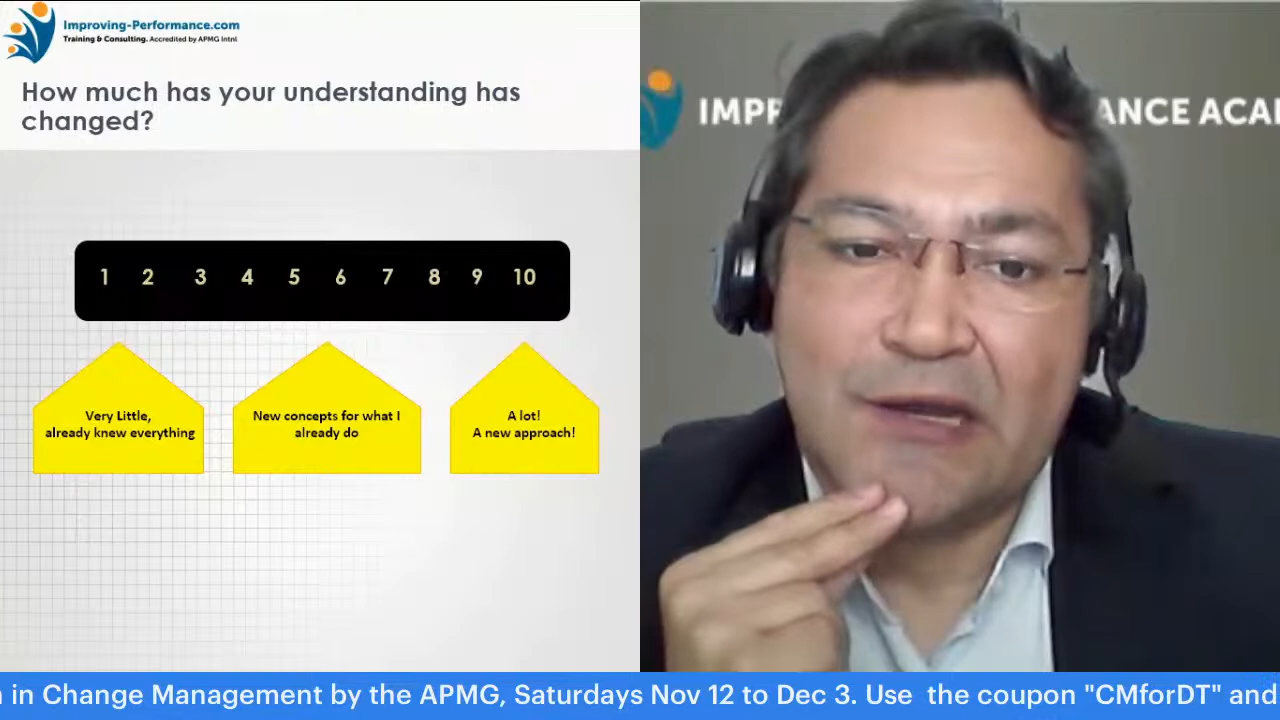 Improving-Performance.com
Training & Consulting. Accredited by APMG Intnl
How much has your understanding has
changed?
1 2 3 4 5 6 7 8 9 10
Very Little,
already knew everything
New concepts for what I
already do
A lot!
A new approach!
in Change Management by the APMG, Saturdays Nov 12 to Dec 3. Use the coupon "CMforDT" and